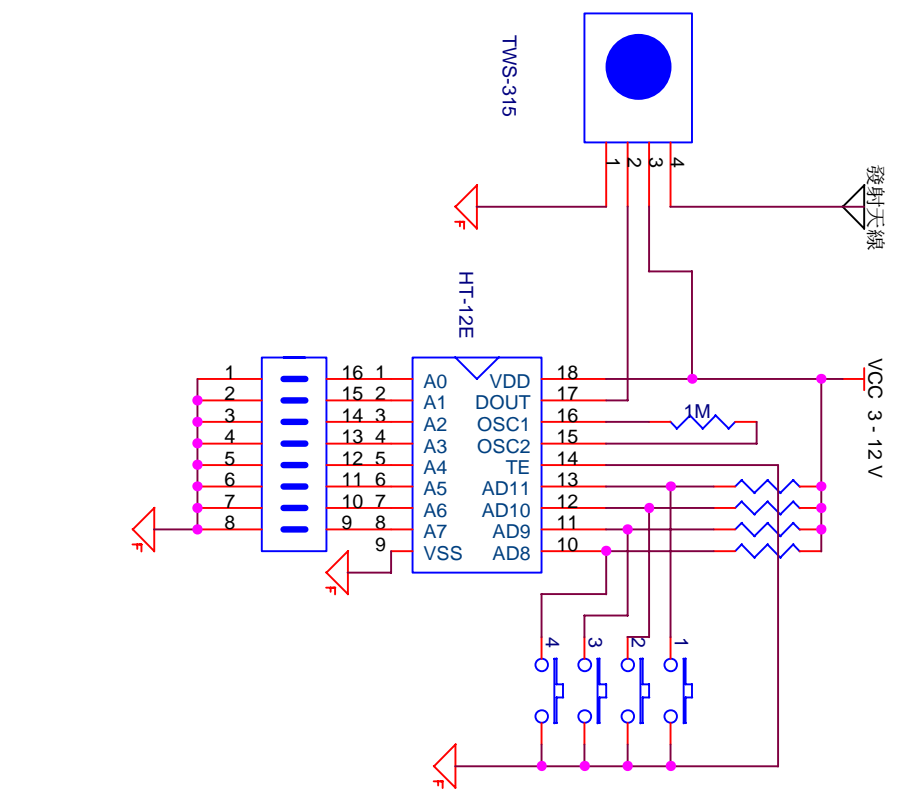 TWS-315
1
2
3
4
發射天線
F
HT-12E
VCC 3 - 12 V
1 16 1 A0 VDD 18
2 15 2 A1 DOUT 17
3 14 3 A2 OSC1 16 1M
4 13 4 A3 OSC2 15
5 12 5 A4 TE 14
6 11 6 A5 AD11 13
7 10 7 A6 AD10 12
8 9 8 A7 AD9 11
9 VSS AD8 10
F
F
4
3
2
1
F